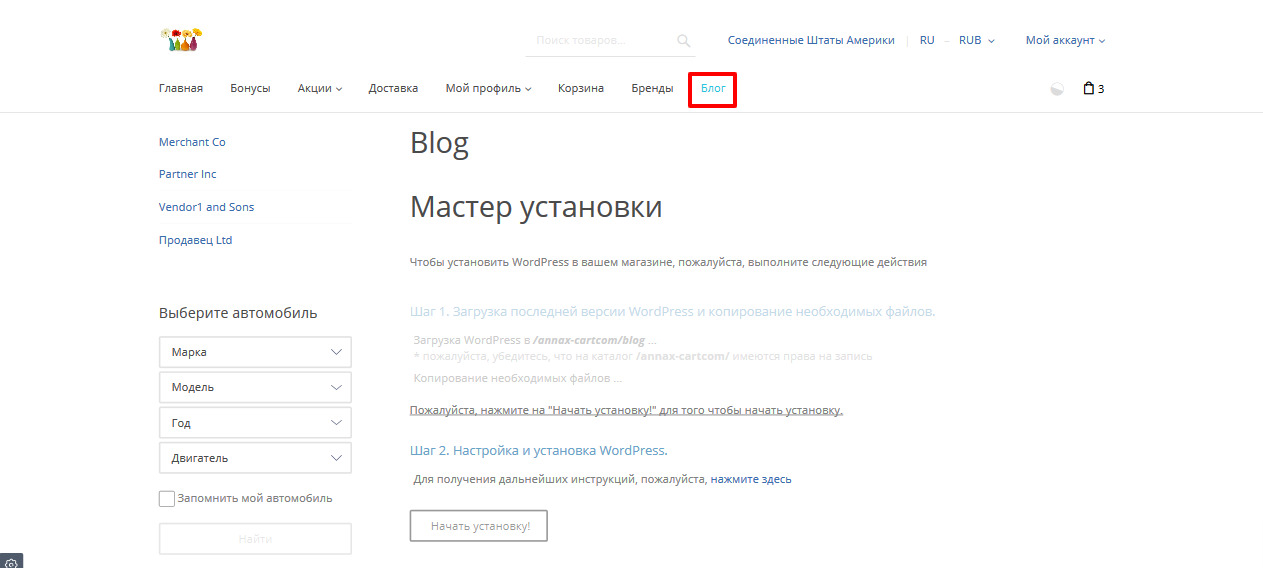 Поиск товаров...
Соединенные Штаты Америки
RU
RUB
Мой аккаунт
Главная
Бонусы
Акции
Доставка
Мой профиль
Корзина
Бренды
Блог
3
Merchant Co
Partner Inc
Vendor1 and Sons
Продавец Ltd
Выберите автомобиль
Марка
Модель
Год
Двигатель
Запомнить мой автомобиль
Найти
Blog
Мастер установки
Чтобы установить WordPress в вашем магазине, пожалуйста, выполните следующие действия
Шаг 1. Загрузка последней версии WordPress и копирование необходимых файлов.
Загрузка WordPress в /annax-cartcom/blog ...
* пожалуйста, убедитесь, что на каталог /annax-cartcom/ имеются права на запись
Копирование необходимых файлов ...
Пожалуйста, нажмите на "Начать установку!" для того чтобы начать установку.
Шаг 2. Настройка и установка WordPress.
Для получения дальнейших инструкций, пожалуйста, нажмите здесь
Начать установку!